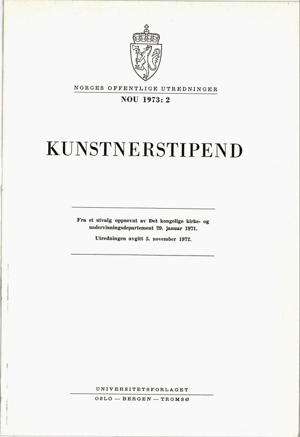 NORGES OFFENTLIGE UTREDNINGER
NOU 1973: 2
KUNSTNERSTIPEND
Fra et utvalg oppnevnt av Det kongelige kirke- og
undervisningsdepartement 29. januar 1971.
Utredningen avgitt 5. november 1972.
UNIVERSITETSFORLAGET
OSLO — BERGEN — TROMSØ